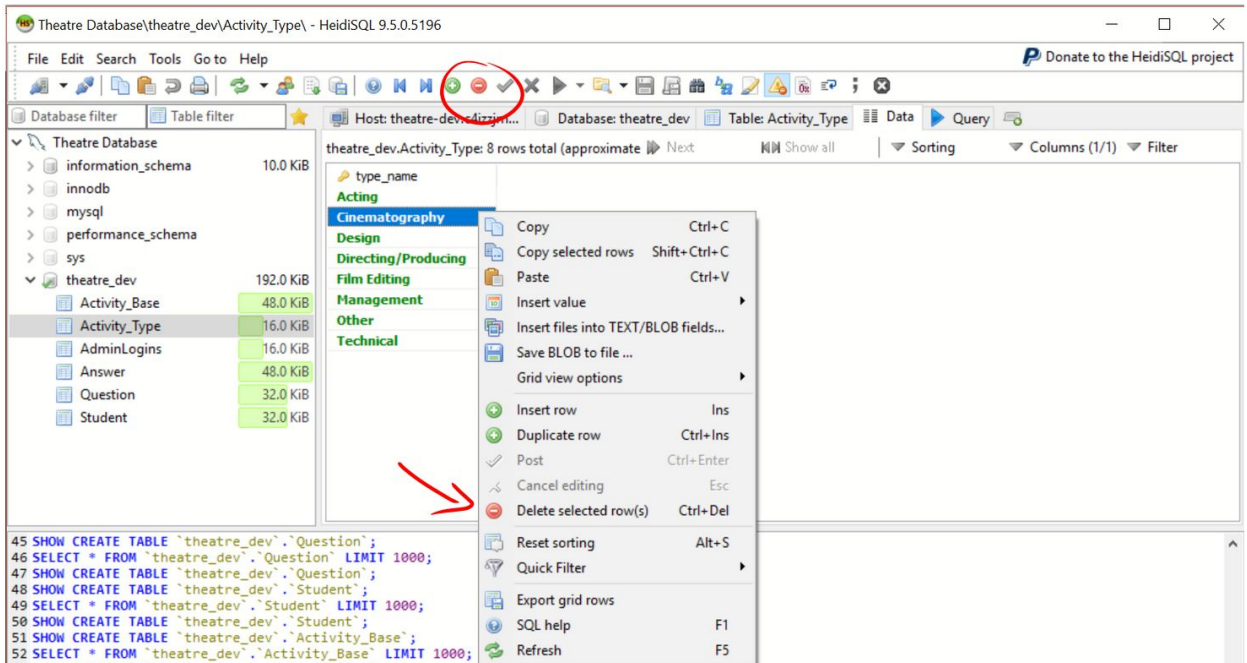 Theatre Database\theatre_dev\Activity_Type\ - HeidiSQL 9.5.0.5196
File Edit Search Tools Go to Help
Donate to the HeidiSQL project
Database filter Table filter
Host: theatre-dev Database: theatre_dev Table: Activity_Type Data Query
Theatre Database
information_schema 10.0 KiB
innodb
mysql
performance_schema
sys
theatre_dev 192.0 KiB
Activity_Base 48.0 KiB
Activity_Type 16.0 KiB
AdminLogins 16.0 KiB
Answer 48.0 KiB
Question 32.0 KiB
Student 32.0 KiB
theatre_dev.Activity_Type: 8 rows total (approximate Next Show all Sorting Columns (1/1) Filter
type_name
Acting
Cinematography
Design
Directing/Producing
Film Editing
Management
Other
Technical
Copy Ctrl+C
Copy selected rows Shift+Ctrl+C
Paste Ctrl+V
Insert value
Insert files into TEXT/BLOB fields...
Save BLOB to file ...
Grid view options
Insert row Ins
Duplicate row Ctrl+Ins
Post Ctrl+Enter
Cancel editing Esc
Delete selected row(s) Ctrl+Del
Reset sorting Alt+S
Quick Filter
Export grid rows
SQL help F1
Refresh F5
45 SHOW CREATE TABLE `theatre_dev`.`Question`;
46 SELECT * FROM `theatre_dev`.`Question` LIMIT 1000;
47 SHOW CREATE TABLE `theatre_dev`.`Question`;
48 SHOW CREATE TABLE `theatre_dev`.`Student`;
49 SELECT * FROM `theatre_dev`.`Student` LIMIT 1000;
50 SHOW CREATE TABLE `theatre_dev`.`Student`;
51 SHOW CREATE TABLE `theatre_dev`.`Activity_Base`;
52 SELECT * FROM `theatre_dev`.`Activity_Base` LIMIT 1000;